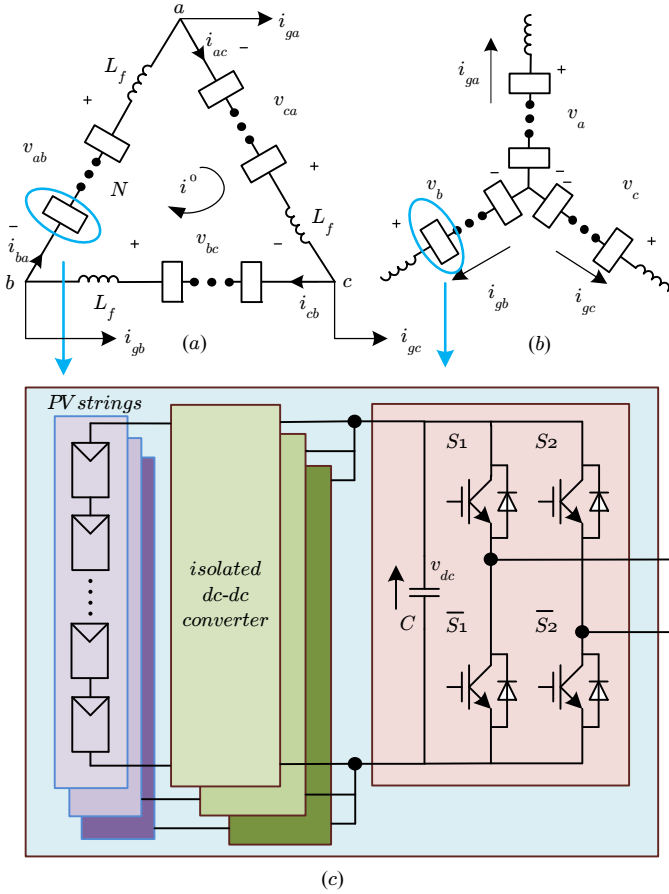 a
i_ga
i_ac
−
L_f
+
v_ca
v_ab
N
i°
+
L_f
−
i_ba
b
+
v_bc
−
c
L_f
i_cb
i_gb
(a)
i_gc
i_ga
+
v_a
−
v_b
−
−
v_c
+
+
i_gb
i_gc
(b)
PV strings
S1
S2
isolated
dc-dc
converter
v_dc
C
S̅1̅
S̅2̅
(c)